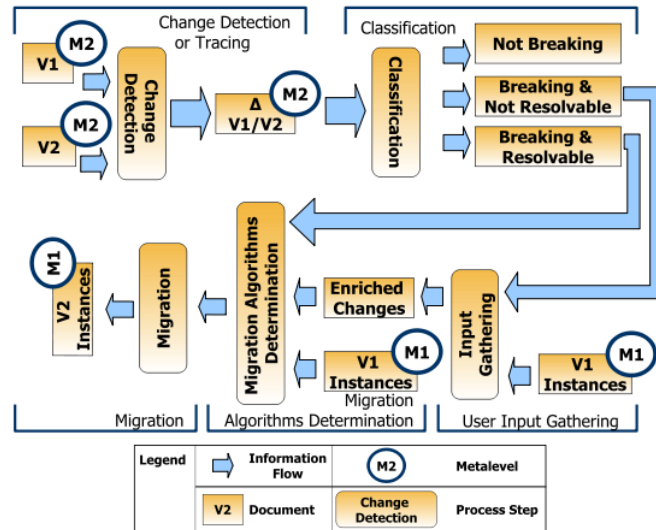 Change Detection
or Tracing
Classification
M2
V1
M2
V2
Change
Detection
M2
Δ
V1/V2
Classification
Not Breaking
Breaking &
Not Resolvable
Breaking &
Resolvable
M1
V2
Instances
Migration
Migration Algorithms
Determination
Enriched
Changes
M1
V1
Instances
Input
Gathering
M1
V1
Instances
Migration
Migration
Algorithms Determination
User Input Gathering
Legend
Information
Flow
M2
Metalevel
V2
Document
Change
Detection
Process Step